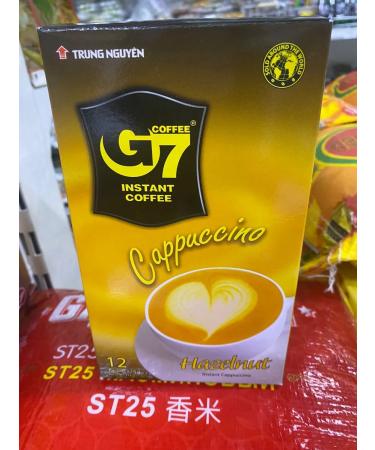 TRUNG NGUYÊN
SOLD AROUND THE WORLD
COFFEE
G7®
INSTANT
COFFEE
Cappuccino
12
Hazelnut
Instant Cappuccino
ST25
ST25
ST25 香米